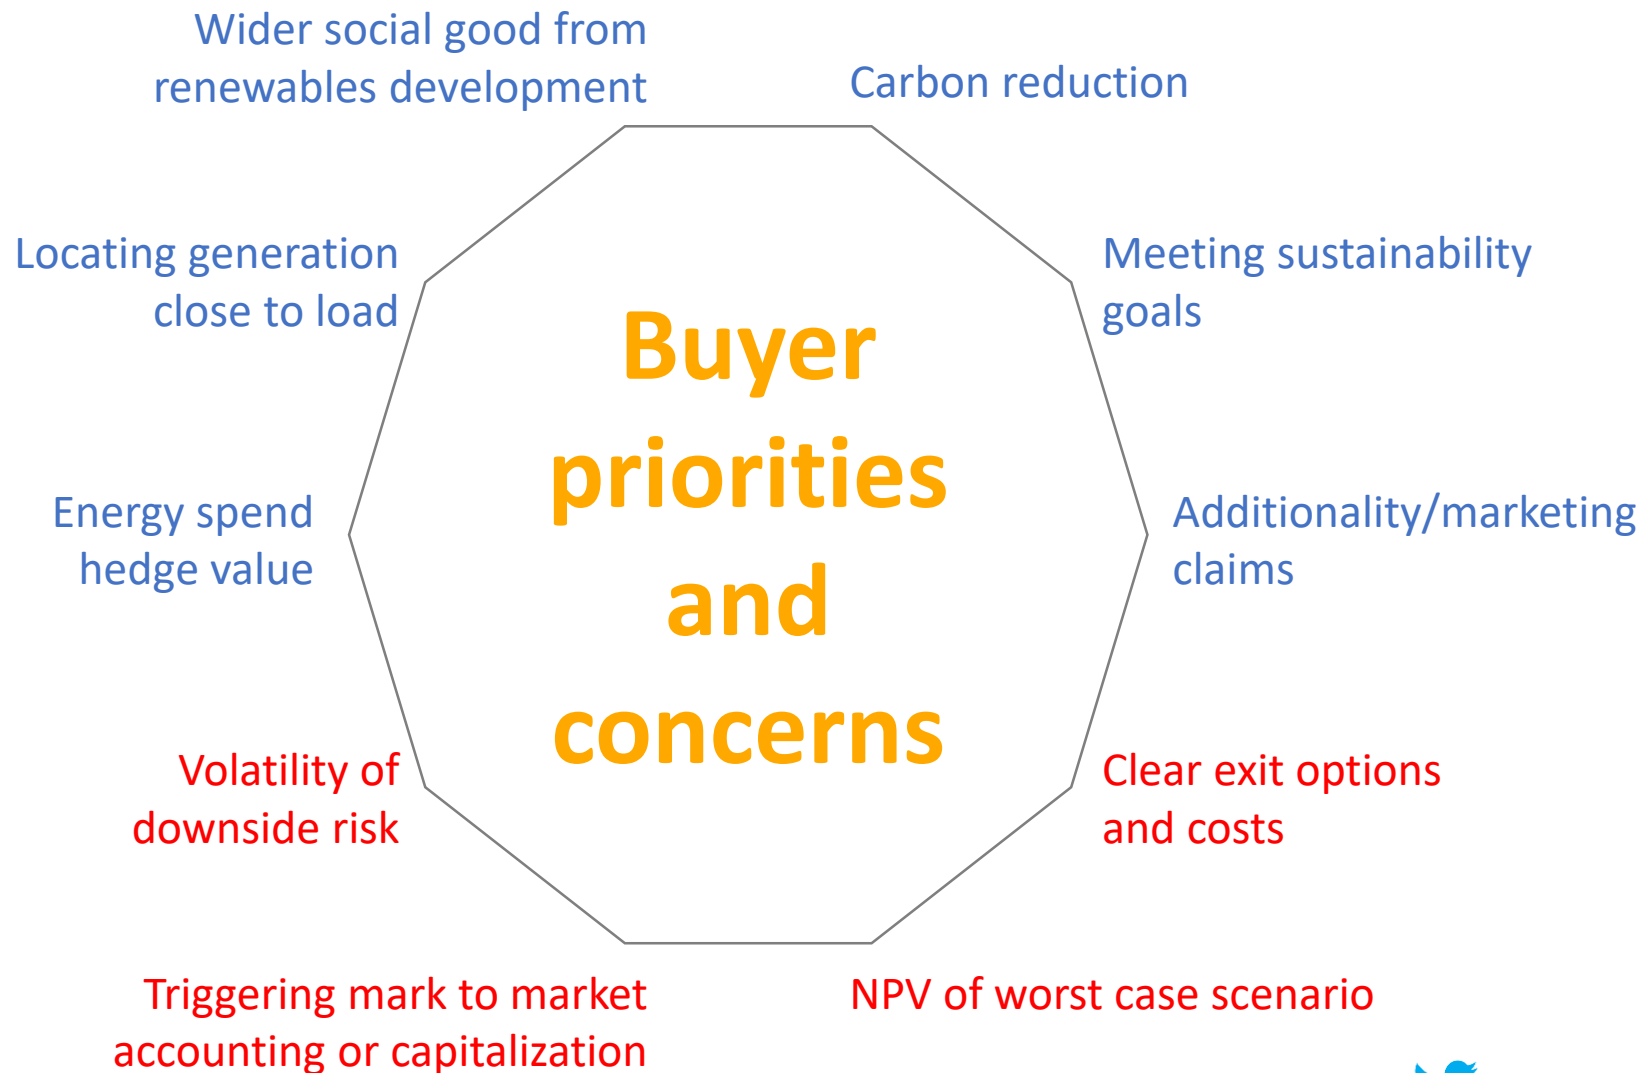 Wider social good from
renewables development
Carbon reduction
Locating generation
close to load
Meeting sustainability
goals
Buyer
priorities
and
concerns
Energy spend
hedge value
Additionality/marketing
claims
Volatility of
downside risk
Clear exit options
and costs
Triggering mark to market
accounting or capitalization
NPV of worst case scenario